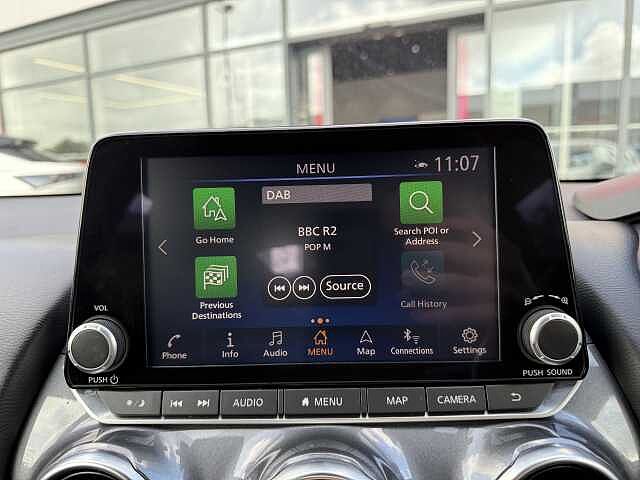 MENU
11:07
DAB
Go Home
BBC R2
POP M
Search POI or
Address
Previous
Destinations
Source
Call History
Phone
Info
Audio
MENU
Map
Connections
Settings
VOL
PUSH
PUSH SOUND
AUDIO
MENU
MAP
CAMERA